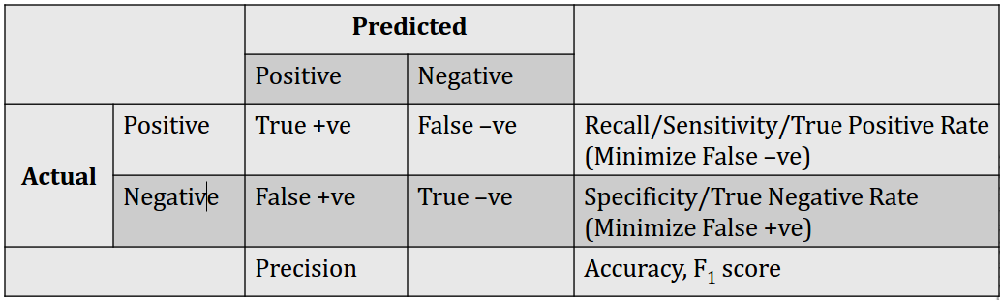 Predicted
Positive Negative
Actual
Positive True +ve False –ve Recall/Sensitivity/True Positive Rate
(Minimize False –ve)
Negative False +ve True –ve Specificity/True Negative Rate
(Minimize False +ve)
Precision Accuracy, F1 score